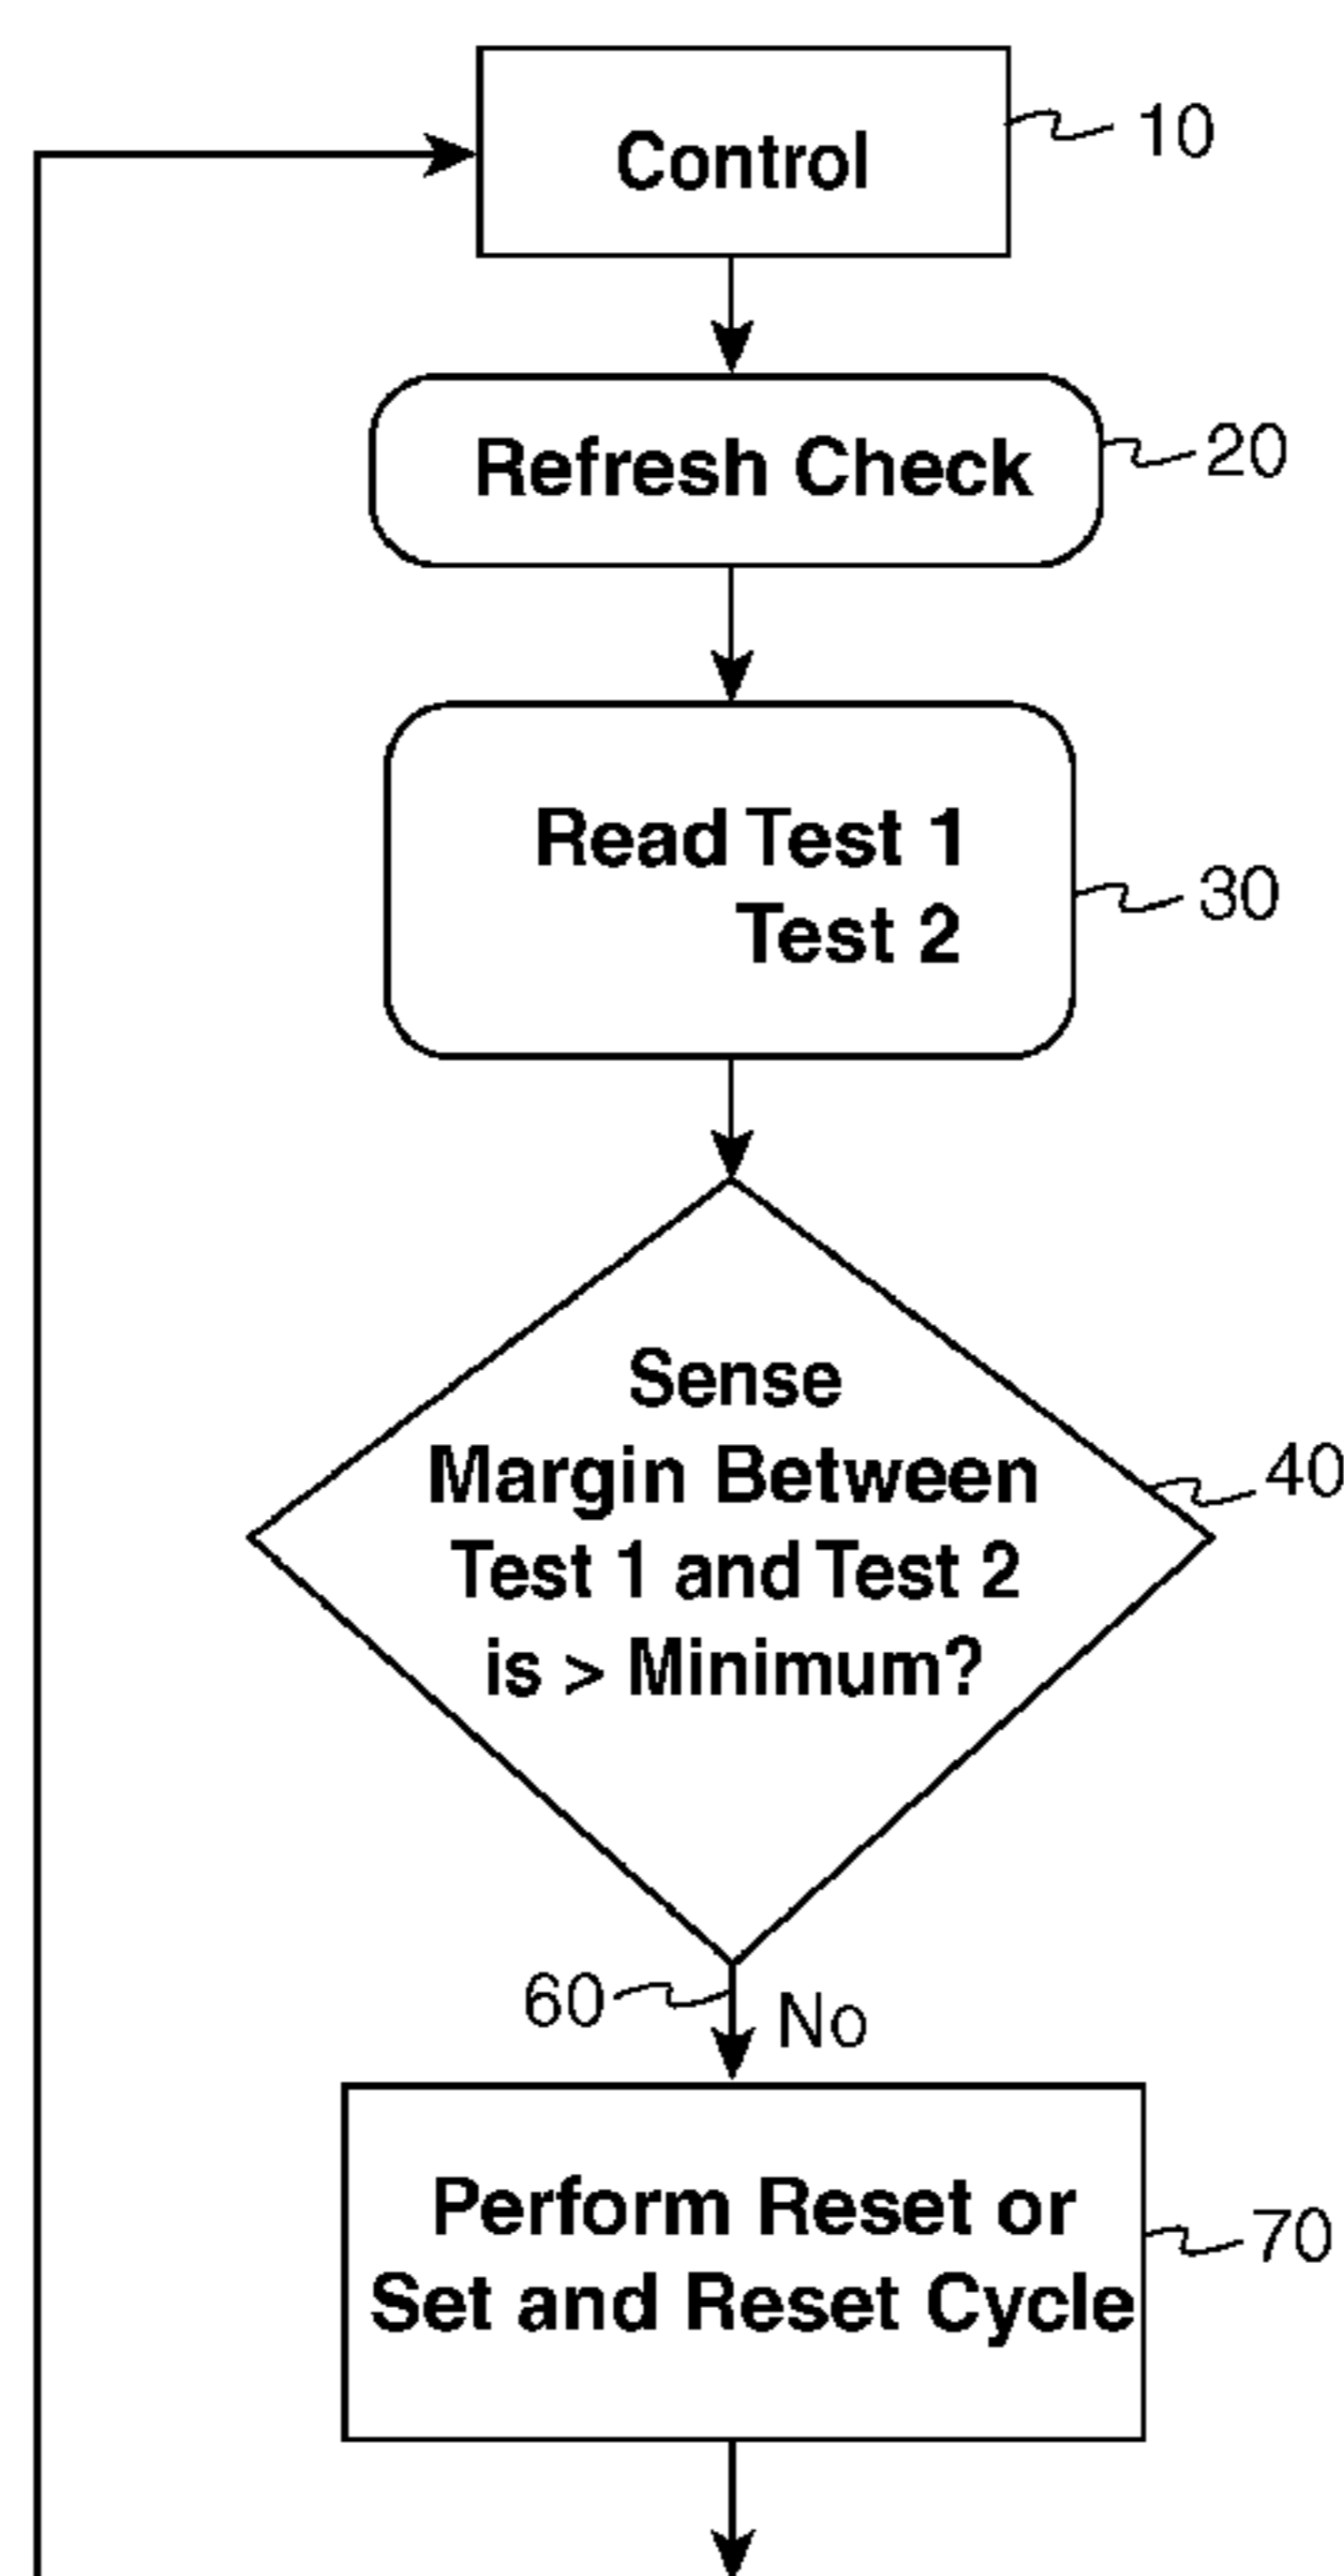 Control
10
Refresh Check
20
Read Test 1
Test 2
30
Sense
Margin Between
Test 1 and Test 2
is > Minimum?
40
60
No
Perform Reset or
Set and Reset Cycle
70